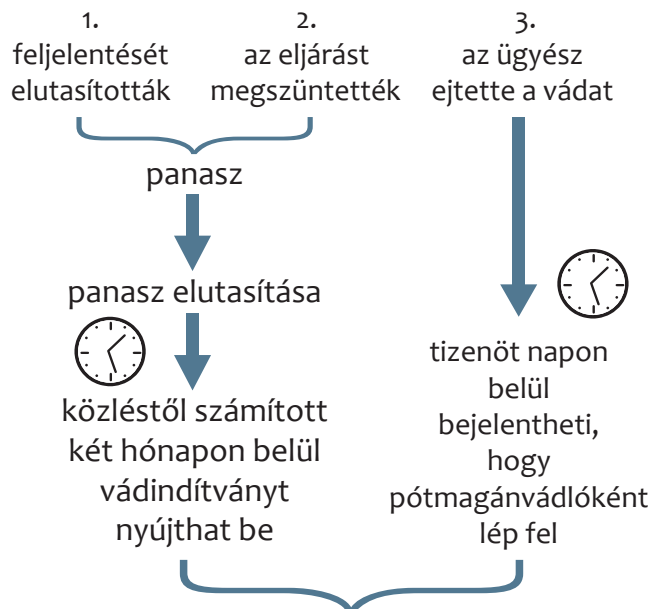 1.
feljelentését
elutasították
2.
az eljárást
megszüntették
3.
az ügyész
ejtette a vádat
panasz
panasz elutasítása
közléstől számított
két hónapon belül
vádindítványt
nyújthat be
tizenöt napon
belül
bejelentheti,
hogy
pótmagánvádlóként
lép fel